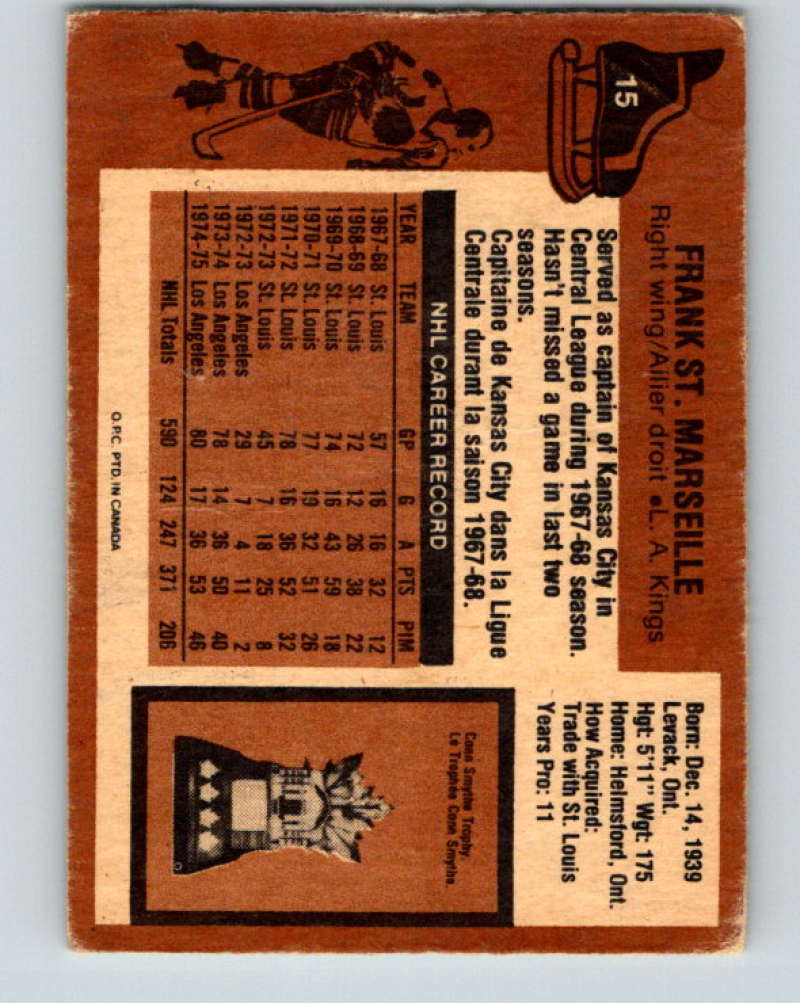 15
FRANK ST. MARSEILLE
Right wing/Ailier droit • L. A. Kings
Served as captain of Kansas City in
Central League during 1967-68 season.
Hasn't missed a game in last two
seasons.
Capitaine de Kansas City dans la Ligue
Centrale durant la saison 1967-68.
NHL CAREER RECORD
YEAR TEAM GP G A PTS PIM
1967-68 St. Louis 57 16 16 32 12
1968-69 St. Louis 72 12 26 38 22
1969-70 St. Louis 74 16 43 59 18
1970-71 St. Louis 77 19 32 51 26
1971-72 St. Louis 78 16 36 52 32
1972-73 St. Louis 45 7 18 25 8
1972-73 Los Angeles 29 7 4 11 2
1973-74 Los Angeles 78 14 36 50 40
1974-75 Los Angeles 80 17 36 53 46
NHL Totals 590 124 247 371 206
O.P.C. PTD. IN CANADA
Born: Dec. 14, 1939
Levack, Ont.
Hgt: 5'11" Wgt: 175
Home: Helmsford, Ont.
How Acquired:
Trade with St. Louis
Years Pro: 11
Conn Smythe Trophy
Le Trophée Conn Smythe